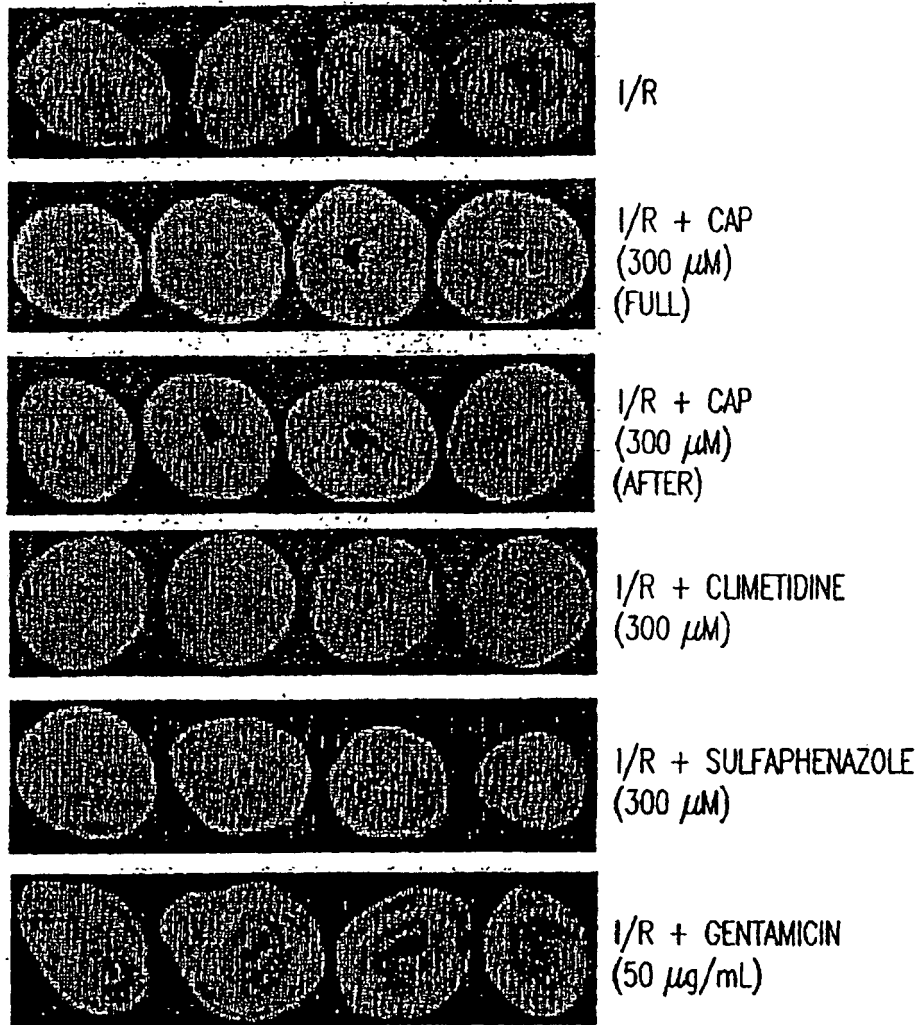 I/R
I/R + CAP
(300 μM)
(FULL)
I/R + CAP
(300 μM)
(AFTER)
I/R + CLIMETIDINE
(300 μM)
I/R + SULFAPHENAZOLE
(300 μM)
I/R + GENTAMICIN
(50 μg/mL)